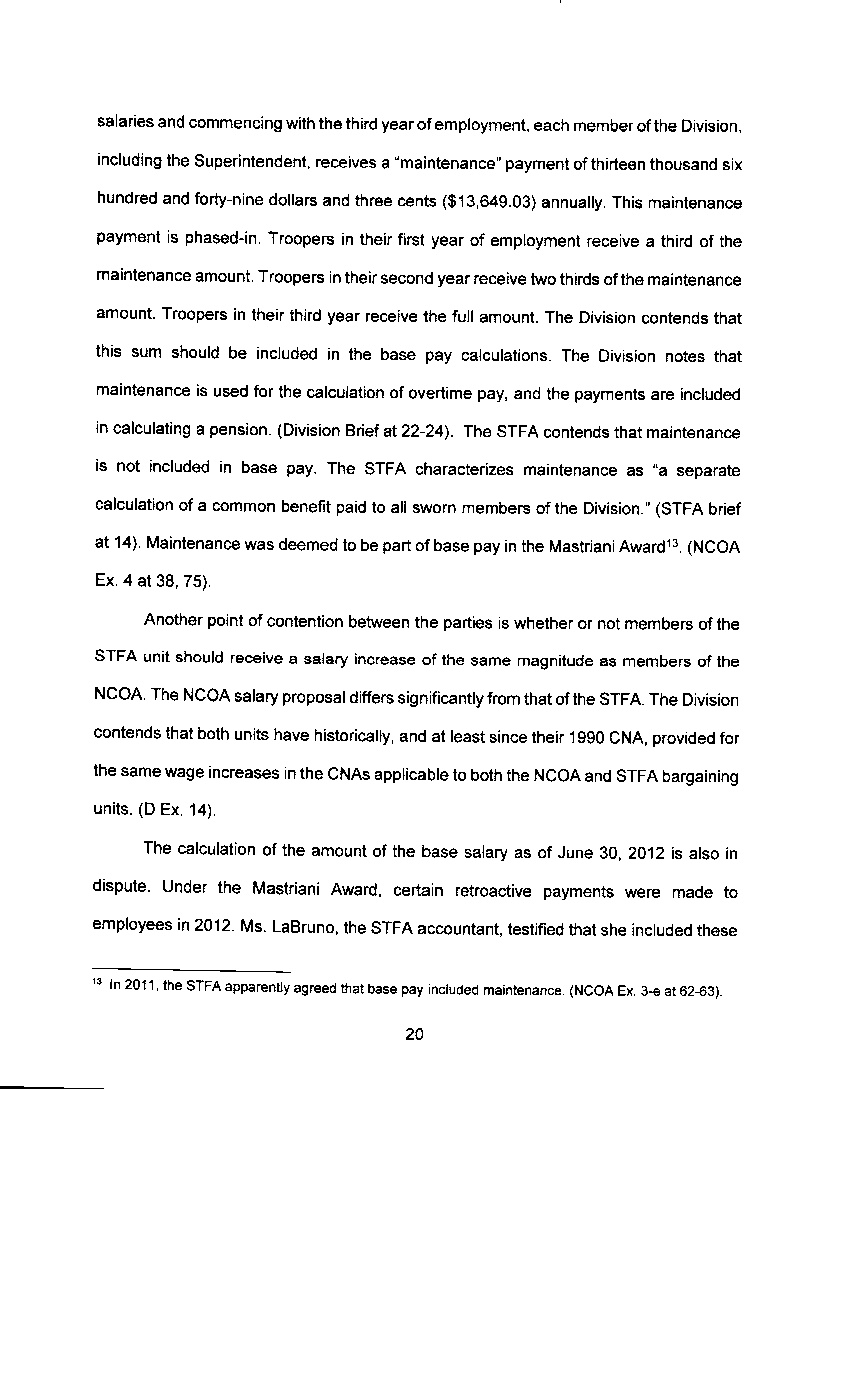 salaries and commencing with the third year of employment, each member of the Division,
including the Superintendent, receives a “maintenance” payment of thirteen thousand six
hundred and forty-nine dollars and three cents ($13,649.03) annually. This maintenance
payment is phased-in. Troopers in their first year of employment receive a third of the
maintenance amount. Troopers in their second year receive two thirds of the maintenance
amount. Troopers in their third year receive the full amount. The Division contends that
this sum should be included in the base pay calculations. The Division notes that
maintenance is used for the calculation of overtime pay, and the payments are included
in calculating a pension. (Division Brief at 22-24). The STFA contends that maintenance
is not included in base pay. The STFA characterizes maintenance as “a separate
calculation of a common benefit paid to all sworn members of the Division.” (STFA brief
at 14). Maintenance was deemed to be part of base pay in the Mastriani Award¹³. (NCOA
Ex. 4 at 38, 75).
Another point of contention between the parties is whether or not members of the
STFA unit should receive a salary increase of the same magnitude as members of the
NCOA. The NCOA salary proposal differs significantly from that of the STFA. The Division
contends that both units have historically, and at least since their 1990 CNA, provided for
the same wage increases in the CNAs applicable to both the NCOA and STFA bargaining
units. (D Ex. 14).
The calculation of the amount of the base salary as of June 30, 2012 is also in
dispute. Under the Mastriani Award, certain retroactive payments were made to
employees in 2012. Ms. LaBruno, the STFA accountant, testified that she included these
¹³ In 2011, the STFA apparently agreed that base pay included maintenance. (NCOA Ex. 3-e at 62-63).
20